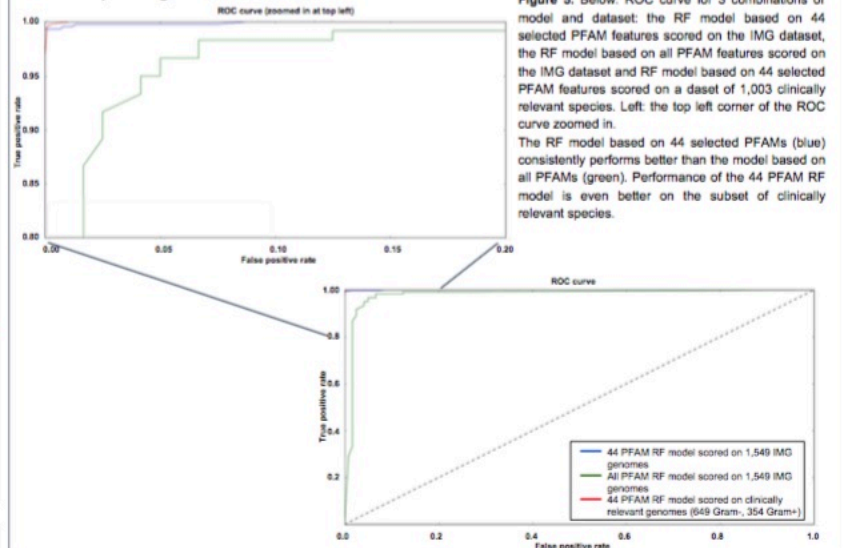 ROC curve (zoomed in at top left)
1.00
0.95
0.90
0.85
0.80
True positive rate
0.00
0.05
0.10
0.15
0.20
False positive rate
Figure 3. Below: ROC curve for 3 combinations of
model and dataset: the RF model based on 44
selected PFAM features scored on the IMG dataset,
the RF model based on all PFAM features scored on
the IMG dataset and RF model based on 44 selected
PFAM features scored on a daset of 1,003 clinically
relevant species. Left: the top left corner of the ROC
curve zoomed in.
The RF model based on 44 selected PFAMs (blue)
consistently performs better than the model based on
all PFAMs (green). Performance of the 44 PFAM RF
model is even better on the subset of clinically
relevant species.
ROC curve
1.00
0.8
0.6
0.4
0.2
True positive rate
44 PFAM RF model scored on 1,549 IMG
genomes
All PFAM RF model scored on 1,549 IMG
genomes
44 PFAM RF model scored on clinically
relevant genomes (649 Gram-, 354 Gram+)
0.0
0.2
0.4
0.6
0.8
1.0
False positive rate